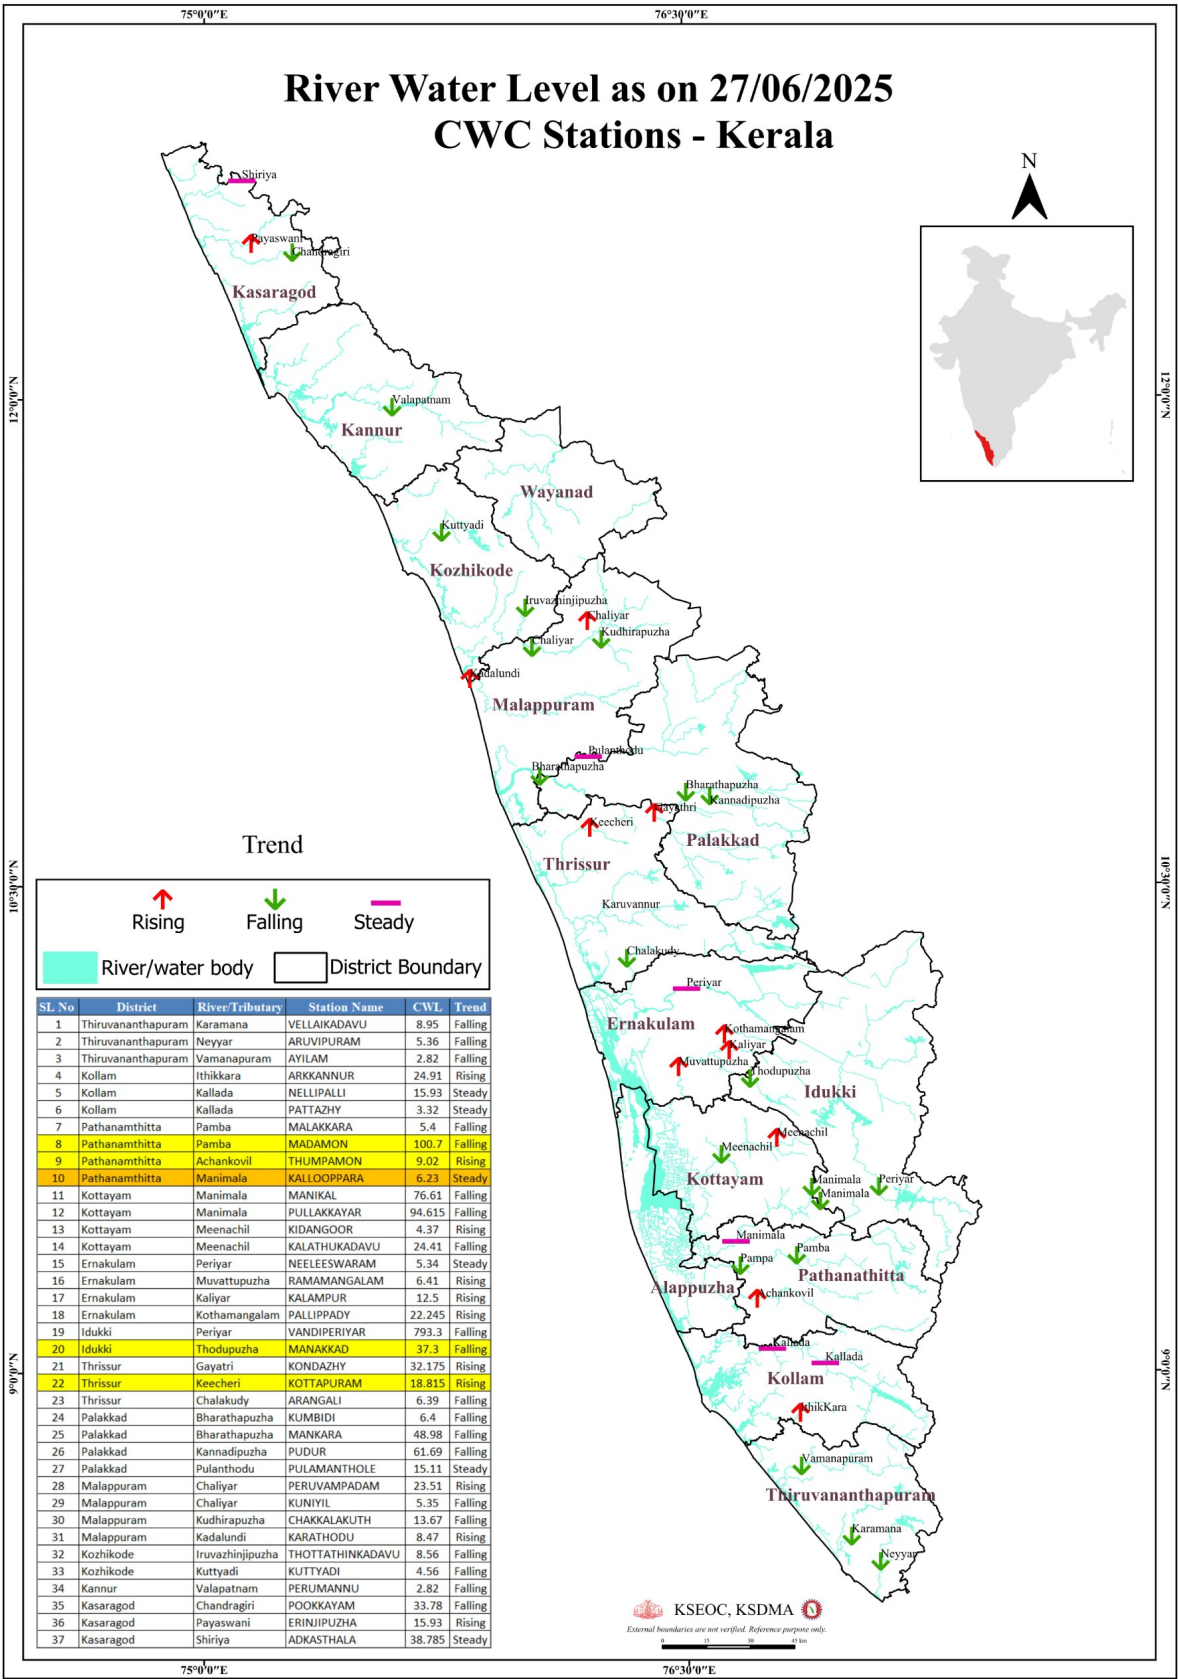 75°0'0"E 76°30'0"E
River Water Level as on 27/06/2025
CWC Stations - Kerala
N
Shiriya
Payaswani
Chandragiri
Kasaragod
12°0'0"N 12°0'0"N
Valapatnam
Kannur
Wayanad
Kuttyadi
Kozhikode
Iruvazhinjipuzha
Chaliyar
Kudhirapuzha
Chaliyar
Kadalundi
Malappuram
Pulanthodu
Bharathapuzha
Bharathapuzha
Kannadipuzha
Gayathri
Keecheri
Palakkad
Thrissur
10°30'0"N 10°30'0"N
Karuvannur
Chalakudy
Periyar
Ernakulam
Kothamangalam
Kaliyar
Muvattupuzha
Thodupuzha
Idukki
Meenachil
Meenachil
Kottayam
Manimala
Periyar
Manimala
Manimala
Pamba
Pampa
Pathanathitta
Alappuzha
Achankovil
Kallada
Kallada
9°0'0"N 9°0'0"N
Kollam
IthikKara
Vamanapuram
Thiruvananthapuram
Karamana
Neyyar
Trend
Rising Falling Steady
River/water body District Boundary
SL No District River/Tributary Station Name CWL Trend
1 Thiruvananthapuram Karamana VELLAIKADAVU 8.95 Falling
2 Thiruvananthapuram Neyyar ARUVIPURAM 5.36 Falling
3 Thiruvananthapuram Vamanapuram AYILAM 2.82 Falling
4 Kollam Ithikkara ARKKANNUR 24.91 Rising
5 Kollam Kallada NELLIPALLI 15.93 Steady
6 Kollam Kallada PATTAZHY 3.32 Steady
7 Pathanamthitta Pamba MALAKKARA 5.4 Falling
8 Pathanamthitta Pamba MADAMON 100.7 Falling
9 Pathanamthitta Achankovil THUMPAMON 9.02 Rising
10 Pathanamthitta Manimala KALLOOPPARA 6.23 Steady
11 Kottayam Manimala MANIKAL 76.61 Falling
12 Kottayam Manimala PULLAKKAYAR 94.615 Falling
13 Kottayam Meenachil KIDANGOOR 4.37 Rising
14 Kottayam Meenachil KALATHUKADAVU 24.41 Falling
15 Ernakulam Periyar NEELEESWARAM 5.34 Steady
16 Ernakulam Muvattupuzha RAMAMANGALAM 6.41 Rising
17 Ernakulam Kaliyar KALAMPUR 12.5 Rising
18 Ernakulam Kothamangalam PALLIPPADY 22.245 Rising
19 Idukki Periyar VANDIPERIYAR 793.3 Falling
20 Idukki Thodupuzha MANAKKAD 37.3 Falling
21 Thrissur Gayatri KONDAZHY 32.175 Rising
22 Thrissur Keecheri KOTTAPURAM 18.815 Rising
23 Thrissur Chalakudy ARANGALI 6.39 Falling
24 Palakkad Bharathapuzha KUMBIDI 6.4 Falling
25 Palakkad Bharathapuzha MANKARA 48.98 Falling
26 Palakkad Kannadipuzha PUDUR 61.69 Falling
27 Palakkad Pulanthodu PULAMANTHOLE 15.11 Steady
28 Malappuram Chaliyar PERUVAMPADAM 23.51 Rising
29 Malappuram Chaliyar KUNIYIL 5.35 Falling
30 Malappuram Kudhirapuzha CHAKKALAKUTH 13.67 Falling
31 Malappuram Kadalundi KARATHODU 8.47 Rising
32 Kozhikode Iruvazhinjipuzha THOTTATHINKADAVU 8.56 Falling
33 Kozhikode Kuttyadi KUTTYADI 4.56 Falling
34 Kannur Valapatnam PERUMANNU 2.82 Falling
35 Kasaragod Chandragiri POOKKAYAM 33.78 Falling
36 Kasaragod Payaswani ERINJIPUZHA 15.93 Rising
37 Kasaragod Shiriya ADKASTHALA 38.785 Steady
KSEOC, KSDMA
External boundaries are not verified. Reference purpose only.
0 15 30 45 km
75°0'0"E 76°30'0"E